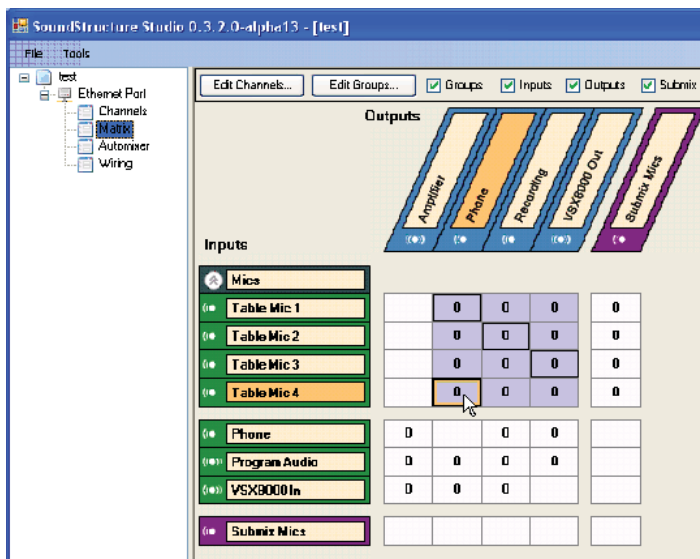 SoundStructure Studio 0.3.2.0-alpha13 - [test]
File Tools
test
Ethernet Port
Channels
Matrix
Automixer
Wiring
Edit Channels... Edit Groups... Groups Inputs Outputs Submix
Outputs
Amplifier Phone Recording VSX8000 Out Submix Mics
Inputs
Mics
Table Mic 1 0 0 0 0
Table Mic 2 0 0 0 0
Table Mic 3 0 0 0 0
Table Mic 4 0 0 0 0
Phone 0 0 0
Program Audio 0 0 0 0
VSX8000 In 0 0 0
Submix Mics